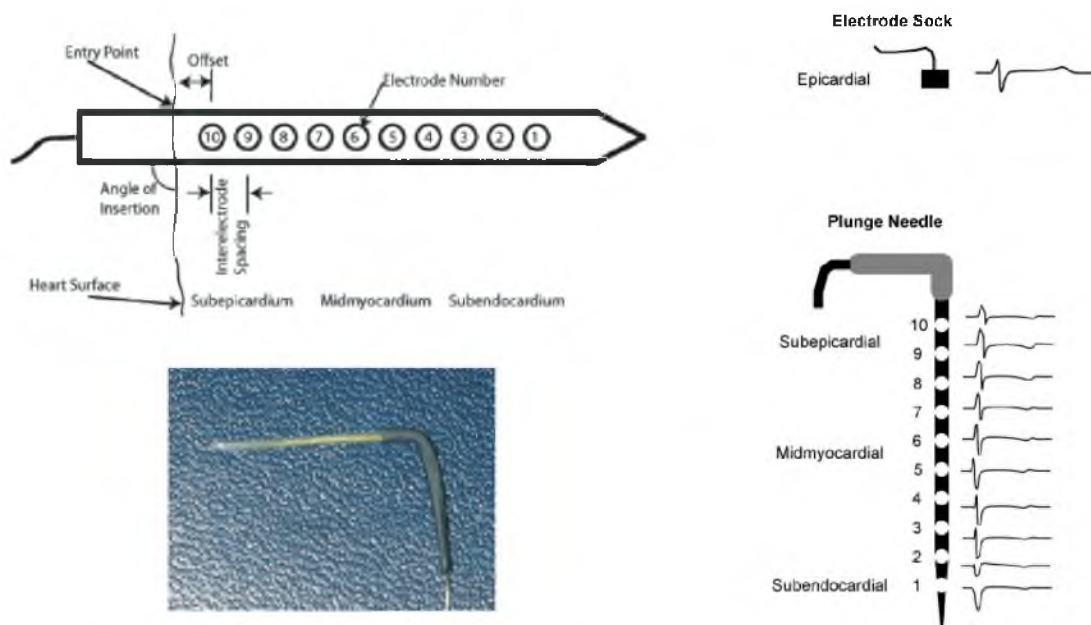 Entry Point
Offset
Electrode Number
10 9 8 7 6 5 4 3 2 1
Angle of
Insertion
Interelectrode
Spacing
Heart Surface
Subepicardium Midmyocardium Subendocardium
Electrode Sock
Epicardial
Plunge Needle
10
Subepicardial
9
8
7
6
Midmyocardial
5
4
3
2
Subendocardial 1